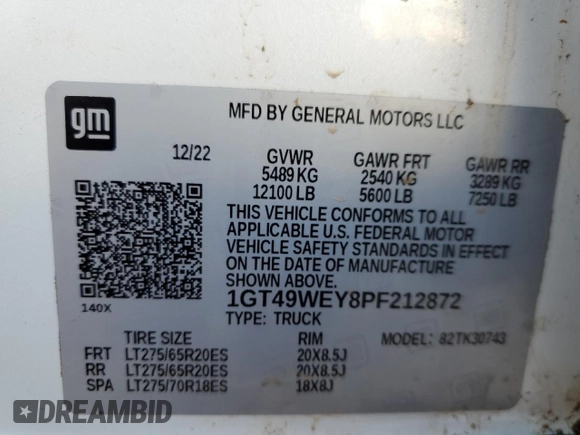 gm
MFD BY GENERAL MOTORS LLC
12/22 GVWR GAWR FRT GAWR RR
5489 KG 2540 KG 3289 KG
12100 LB 5600 LB 7250 LB
THIS VEHICLE CONFORMS TO ALL
APPLICABLE U.S. FEDERAL MOTOR
VEHICLE SAFETY STANDARDS IN EFFECT
ON THE DATE OF MANUFACTURE
SHOWN ABOVE.
140X 1GT49WEY8PF212872
TYPE: TRUCK MODEL: 82TK30743
TIRE SIZE RIM
FRT LT275/65R20ES 20X8.5J
RR LT275/65R20ES 20X8.5J
SPA LT275/70R18ES 18X8J
DREAMBID